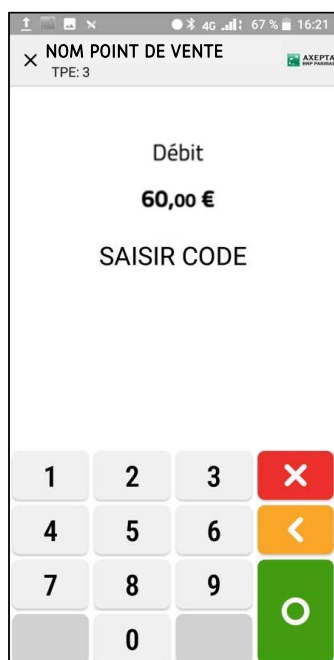 4G 67 % 16:21
NOM POINT DE VENTE
TPE: 3
AXEPTA
BNP PARIBAS
Débit
60,00 €
SAISIR CODE
1 2 3
4 5 6
7 8 9
0